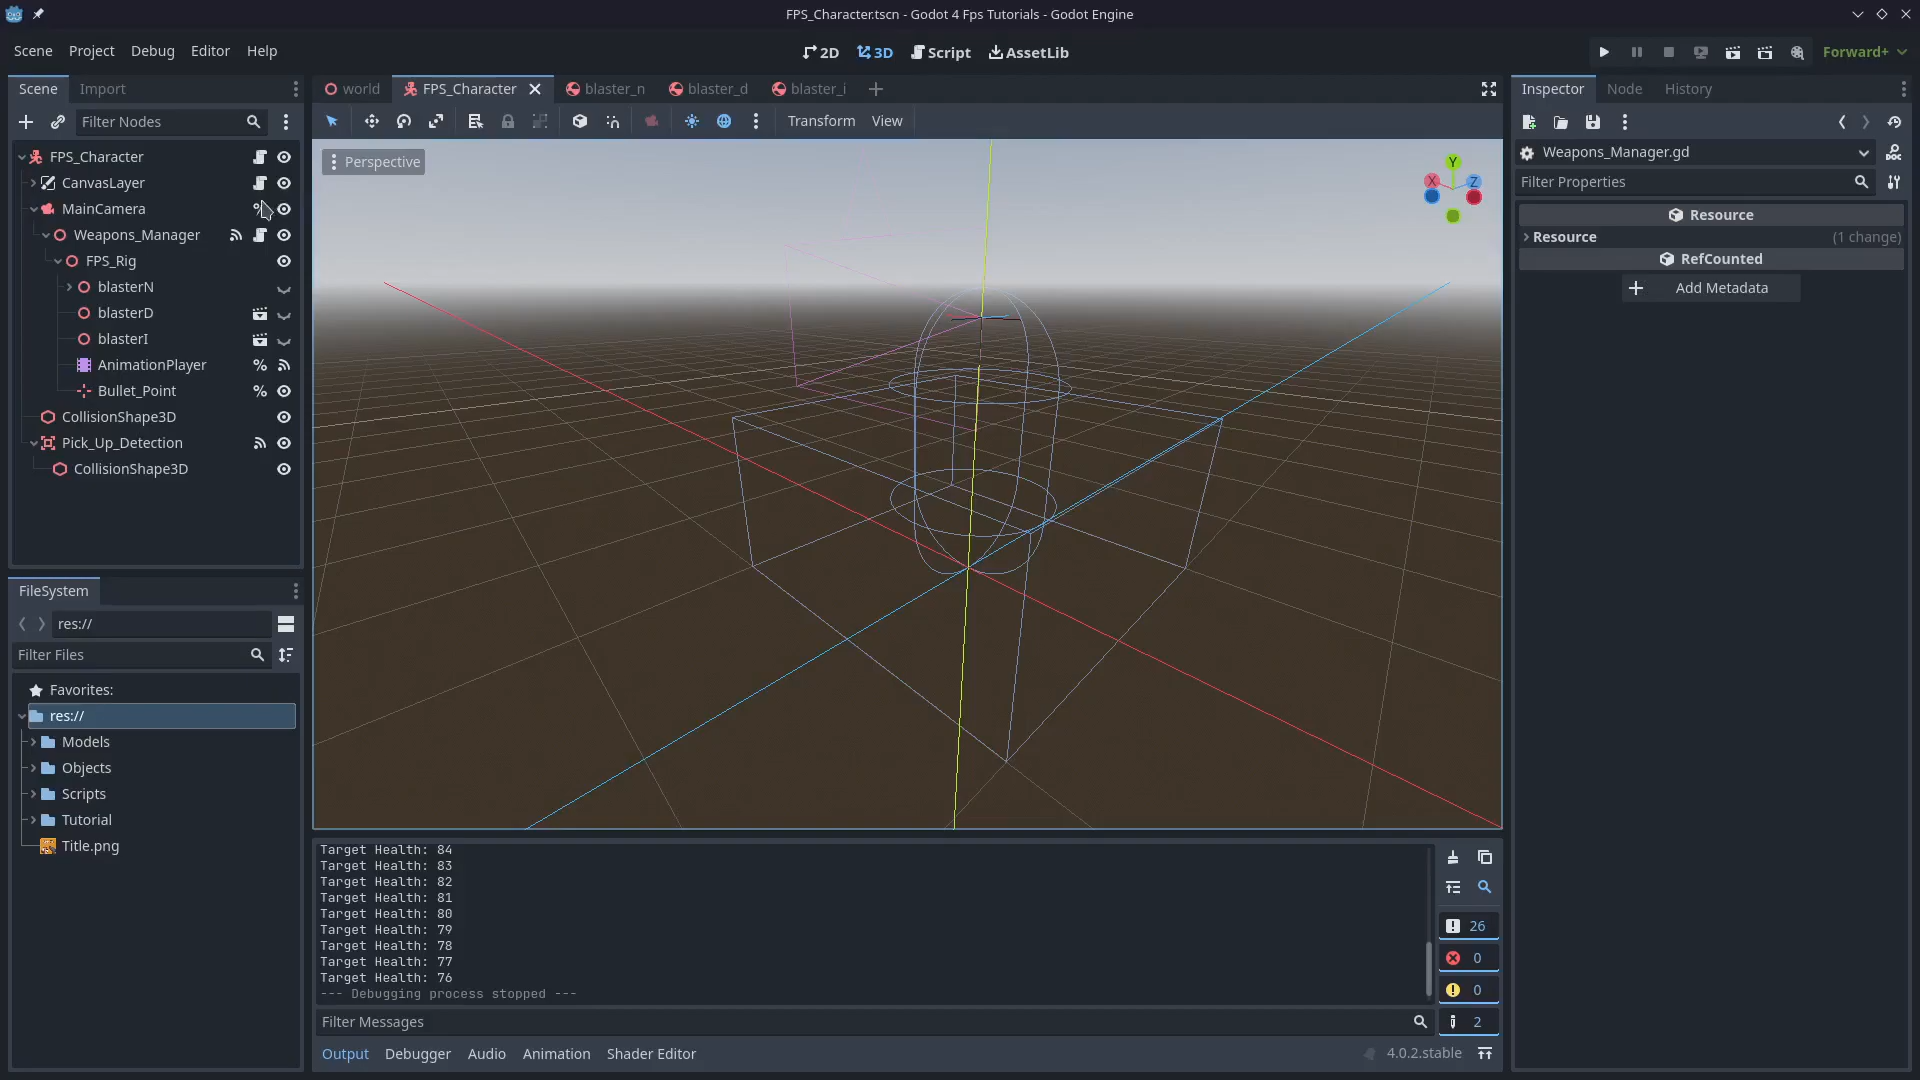 FPS_Character.tscn - Godot 4 Fps Tutorials - Godot Engine
Scene Project Debug Editor Help
2D 3D Script AssetLib
Forward+
Scene Import
world FPS_Character blaster_n blaster_d blaster_i
Inspector Node History
Filter Nodes
Transform View
Perspective
Y
X
Z
Weapons_Manager.gd
DOC
Filter Properties
Resource
Resource (1 change)
RefCounted
Add Metadata
FPS_Character
CanvasLayer
MainCamera
Weapons_Manager
FPS_Rig
blasterN
blasterD
blasterI
AnimationPlayer %
Bullet_Point %
CollisionShape3D
Pick_Up_Detection
CollisionShape3D
FileSystem
res://
Filter Files
Favorites:
res://
Models
Objects
Scripts
Tutorial
Title.png
Target Health: 84
Target Health: 83
Target Health: 82
Target Health: 81
Target Health: 80
Target Health: 79
Target Health: 78
Target Health: 77
Target Health: 76
--- Debugging process stopped ---
26
0
0
2
Filter Messages
Output Debugger Audio Animation Shader Editor
4.0.2.stable